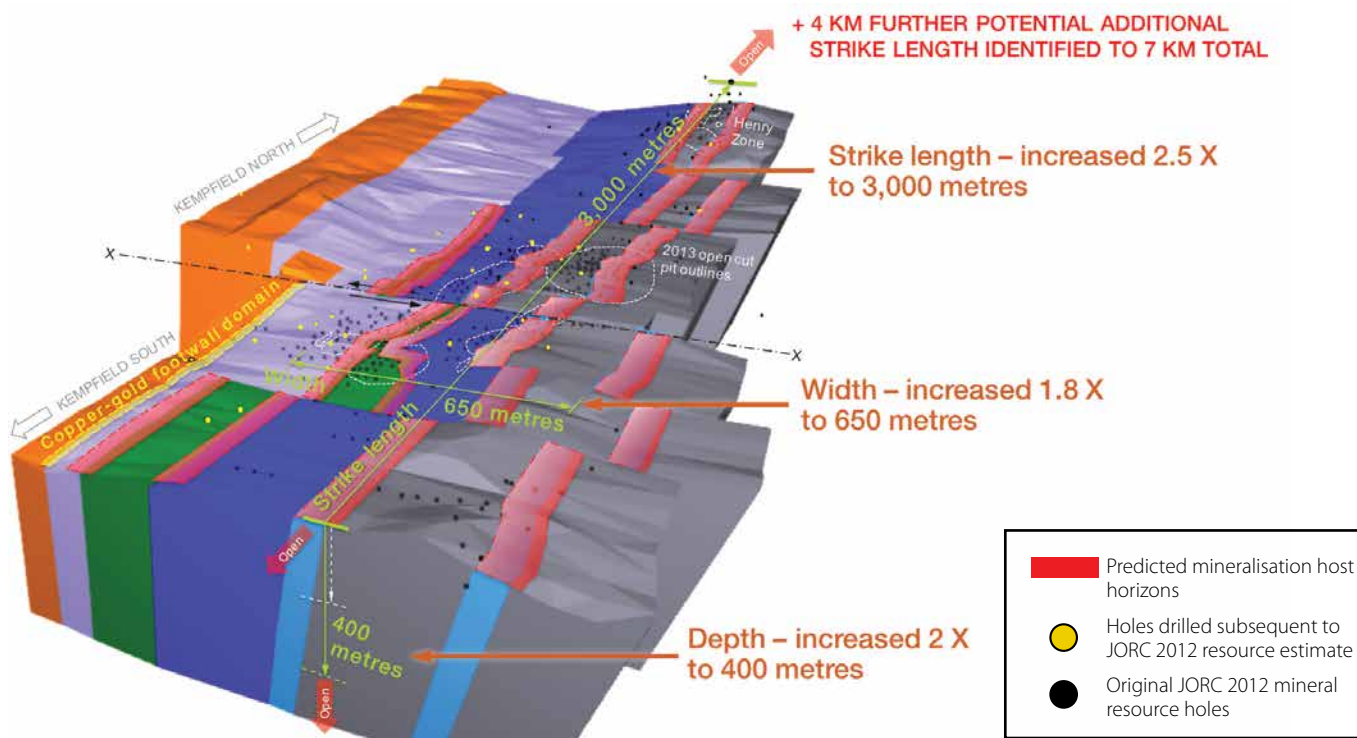 + 4 KM FURTHER POTENTIAL ADDITIONAL
STRIKE LENGTH IDENTIFIED TO 7 KM TOTAL
Open
Henry
Zone
KEMPFIELD NORTH
3,000 metres
Strike length – increased 2.5 X
to 3,000 metres
2013 open cut
pit outlines
X
X
Copper-gold footwall domain
KEMPFIELD SOUTH
Width
650 metres
Width – increased 1.8 X
to 650 metres
Strike length
Open
400
metres
Open
Depth – increased 2 X
to 400 metres
Predicted mineralisation host
horizons
Holes drilled subsequent to
JORC 2012 resource estimate
Original JORC 2012 mineral
resource holes